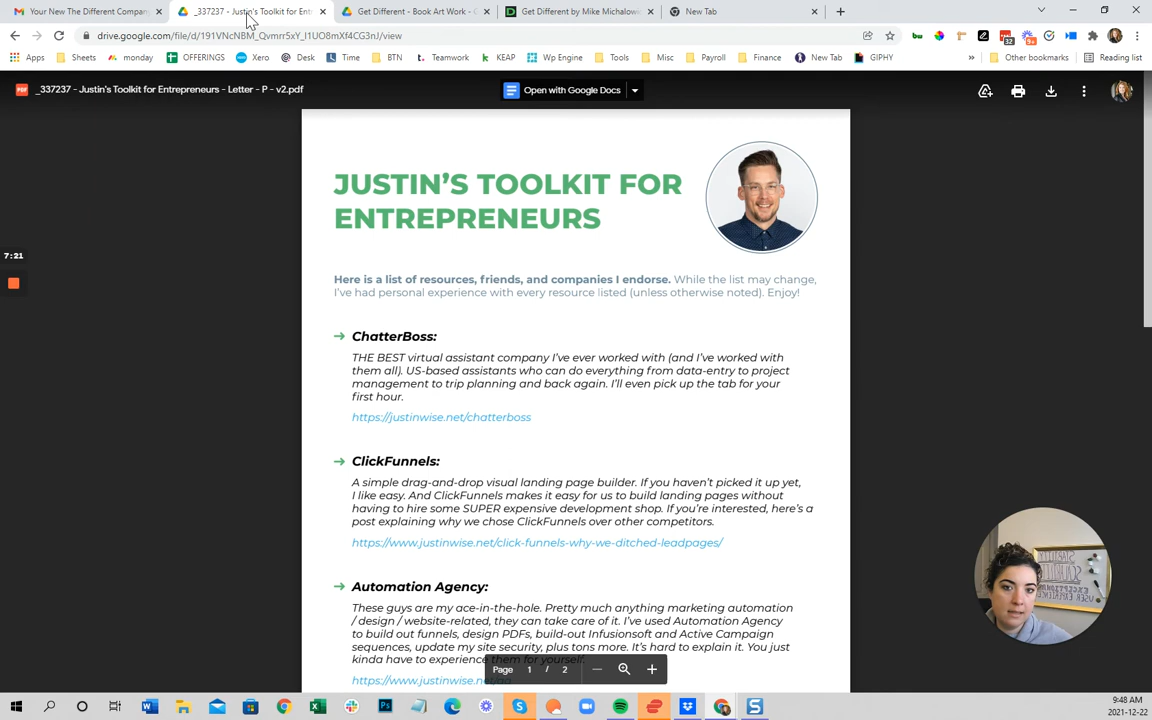 Your New The Different Compan
_337237 - Justin's Toolkit for Entr
Get Different - Book Art Work - G
Get Different by Mike Michalowic
New Tab
drive.google.com/file/d/191VNcNBM_Qvmrr5xY_l1UO8mXf4CG3nJ/view
Apps
Sheets
monday
OFFERINGS
Xero
Desk
Time
BTN
Teamwork
KEAP
Wp Engine
Tools
Misc
Payroll
Finance
New Tab
GIPHY
Other bookmarks
Reading list
_337237 - Justin's Toolkit for Entrepreneurs - Letter - P - v2.pdf
Open with Google Docs
JUSTIN'S TOOLKIT FOR
ENTREPRENEURS
7:21
Here is a list of resources, friends, and companies I endorse. While the list may change,
I've had personal experience with every resource listed (unless otherwise noted). Enjoy!
ChatterBoss:
THE BEST virtual assistant company I've ever worked with (and I've worked with
them all). US-based assistants who can do everything from data-entry to project
management to trip planning and back again. I'll even pick up the tab for your
first hour.
https://justinwise.net/chatterboss
ClickFunnels:
A simple drag-and-drop visual landing page builder. If you haven't picked it up yet,
I like easy. And ClickFunnels makes it easy for us to build landing pages without
having to hire some SUPER expensive development shop. If you're interested, here's a
post explaining why we chose ClickFunnels over other competitors.
https://www.justinwise.net/click-funnels-why-we-ditched-leadpages/
Automation Agency:
These guys are my ace-in-the-hole. Pretty much anything marketing automation
/ design / website-related, they can take care of it. I've used Automation Agency
to build out funnels, design PDFs, build-out Infusionsoft and Active Campaign
sequences, update my site security, plus tons more. It's hard to explain it. You just
kinda have to experience them for yourself.
https://www.justinwise.net/aa
Page 1 / 2
9:48 AM
2021-12-22